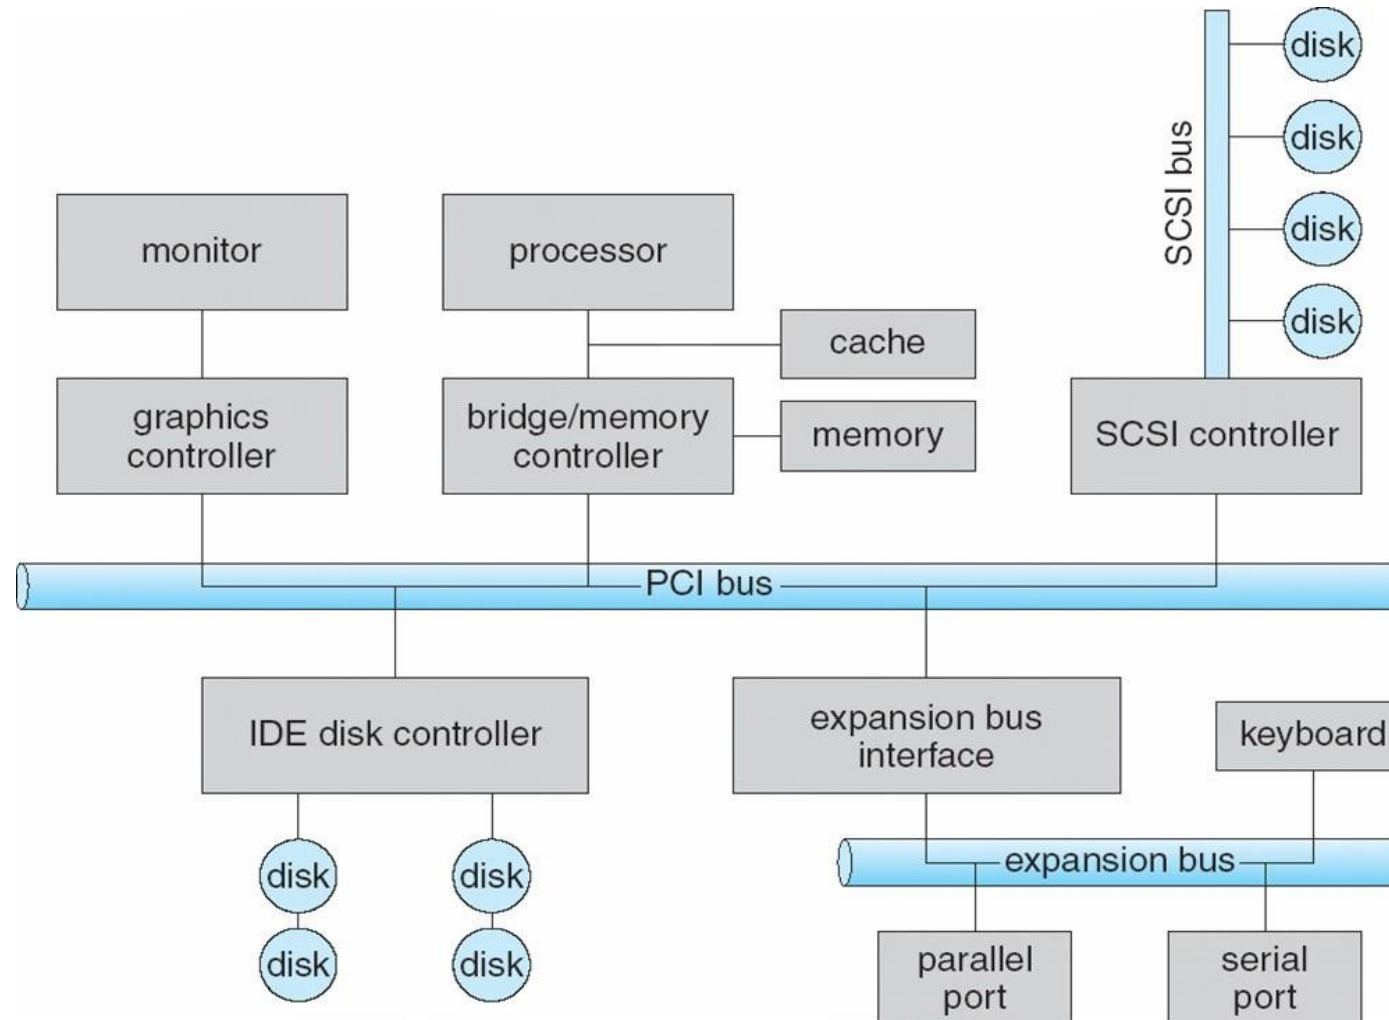 disk
disk
SCSI bus
disk
disk
monitor
processor
cache
graphics
controller
bridge/memory
controller
memory
SCSI controller
PCI bus
IDE disk controller
expansion bus
interface
keyboard
expansion bus
disk
disk
disk
disk
parallel
port
serial
port